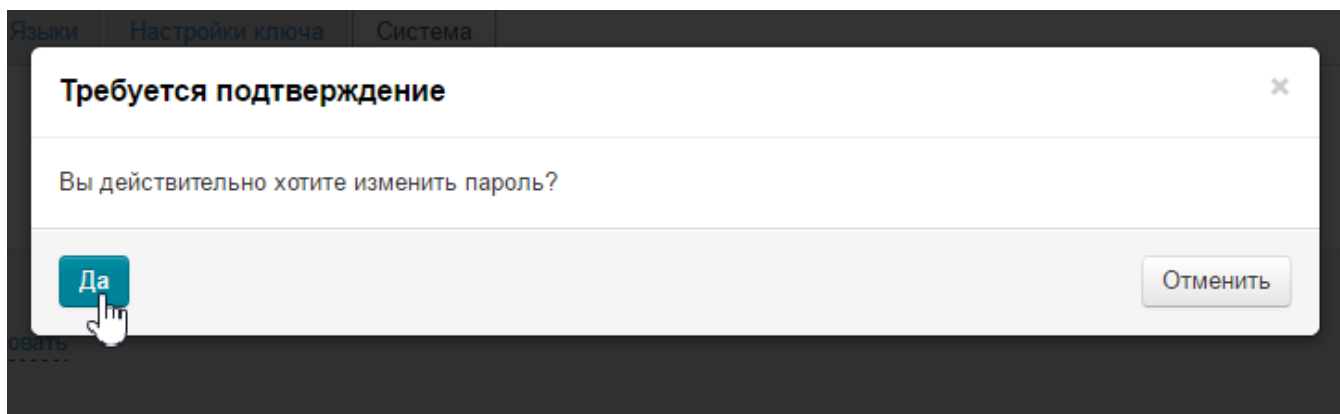 Языки Настройки ключа Система
Требуется подтверждение ×
Вы действительно хотите изменить пароль?
Да Отменить
овать